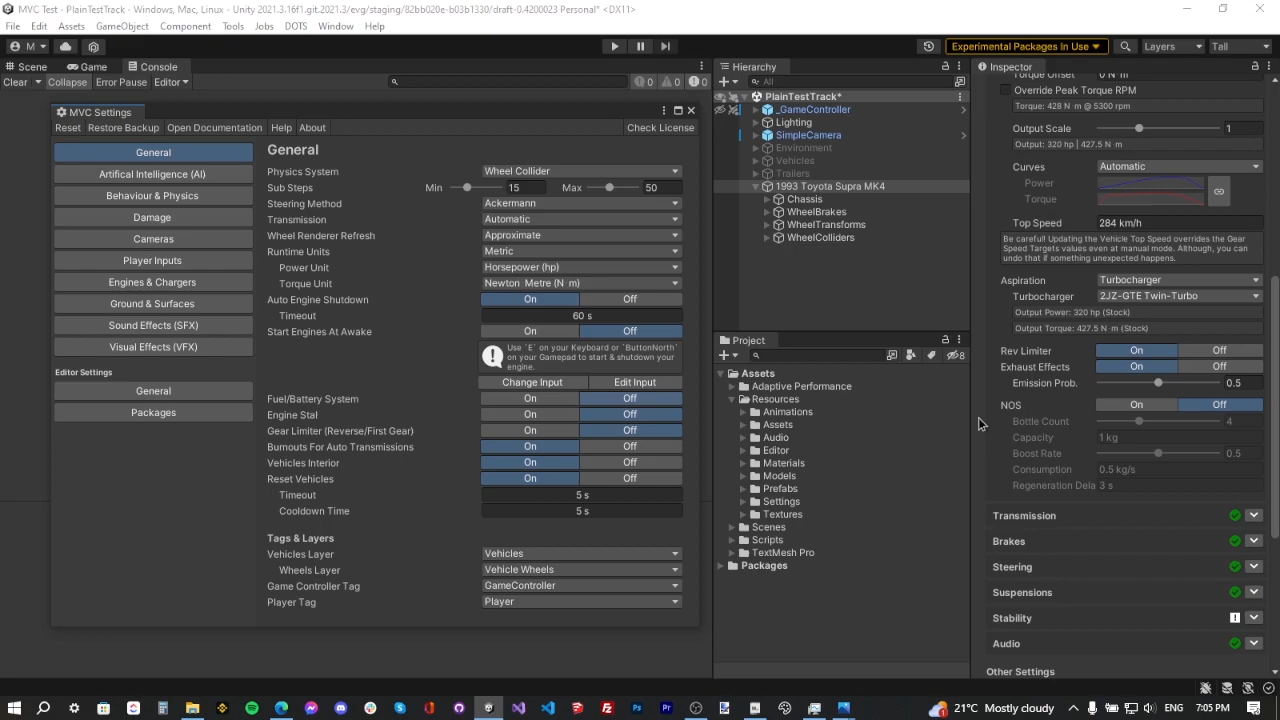 MVC Test - PlainTestTrack - Windows, Mac, Linux - Unity 2021.3.16f1.git.2021.3/evg/staging/82bb020e-b03b1330/draft-0.4200023 Personal* <DX11>
File Edit Assets GameObject Component Tools Jobs DOTS Window Help
M Experimental Packages In Use Layers Tall
Scene Game Console
Clear Collapse Error Pause Editor 0 0 0
MVC Settings
Reset Restore Backup Open Documentation Help About Check License
General
Artificial Intelligence (AI)
Behaviour & Physics
Damage
Cameras
Player Inputs
Engines & Chargers
Ground & Surfaces
Sound Effects (SFX)
Visual Effects (VFX)
Editor Settings
General
Packages
General
Physics System Wheel Collider
Sub Steps Min 15 Max 50
Steering Method Ackermann
Transmission Automatic
Wheel Renderer Refresh Approximate
Runtime Units Metric
Power Unit Horsepower (hp)
Torque Unit Newton Metre (N m)
Auto Engine Shutdown On Off
Timeout 60 s
Start Engines At Awake On Off
Use `E` on your Keyboard or `ButtonNorth`
on your Gamepad to start & shutdown your
engine.
Change Input Edit Input
Fuel/Battery System On Off
Engine Stal On Off
Gear Limiter (Reverse/First Gear) On Off
Burnouts For Auto Transmissions On Off
Vehicles Interior On Off
Reset Vehicles On Off
Timeout 5 s
Cooldown Time 5 s
Tags & Layers
Vehicles Layer Vehicles
Wheels Layer Vehicle Wheels
Game Controller Tag GameController
Player Tag Player
Hierarchy
All
PlainTestTrack*
_GameController
Lighting
SimpleCamera
Environment
Vehicles
Trailers
1993 Toyota Supra MK4
Chassis
WheelBrakes
WheelTransforms
WheelColliders
Project
8
Assets
Adaptive Performance
Resources
Animations
Assets
Audio
Editor
Materials
Models
Prefabs
Settings
Textures
Scenes
Scripts
TextMesh Pro
Packages
Inspector
Torque Offset 0 N·m
Override Peak Torque RPM
Torque: 428 N·m @ 5300 rpm
Output Scale 1
Output: 320 hp | 427.5 N·m
Curves Automatic
Power
Torque
Top Speed 284 km/h
Be careful! Updating the Vehicle Top Speed overrides the Gear
Speed Targets values even at manual mode. Although, you can
undo that if something unexpected happens.
Aspiration Turbocharger
Turbocharger 2JZ-GTE Twin-Turbo
Output Power: 320 hp (Stock)
Output Torque: 427.5 N·m (Stock)
Rev Limiter On Off
Exhaust Effects On Off
Emission Prob. 0.5
NOS On Off
Bottle Count 4
Capacity 1 kg
Boost Rate 0.5
Consumption 0.5 kg/s
Regeneration Dela 3 s
Transmission
Brakes
Steering
Suspensions
Stability
Audio
Other Settings
21°C Mostly cloudy ENG 7:05 PM